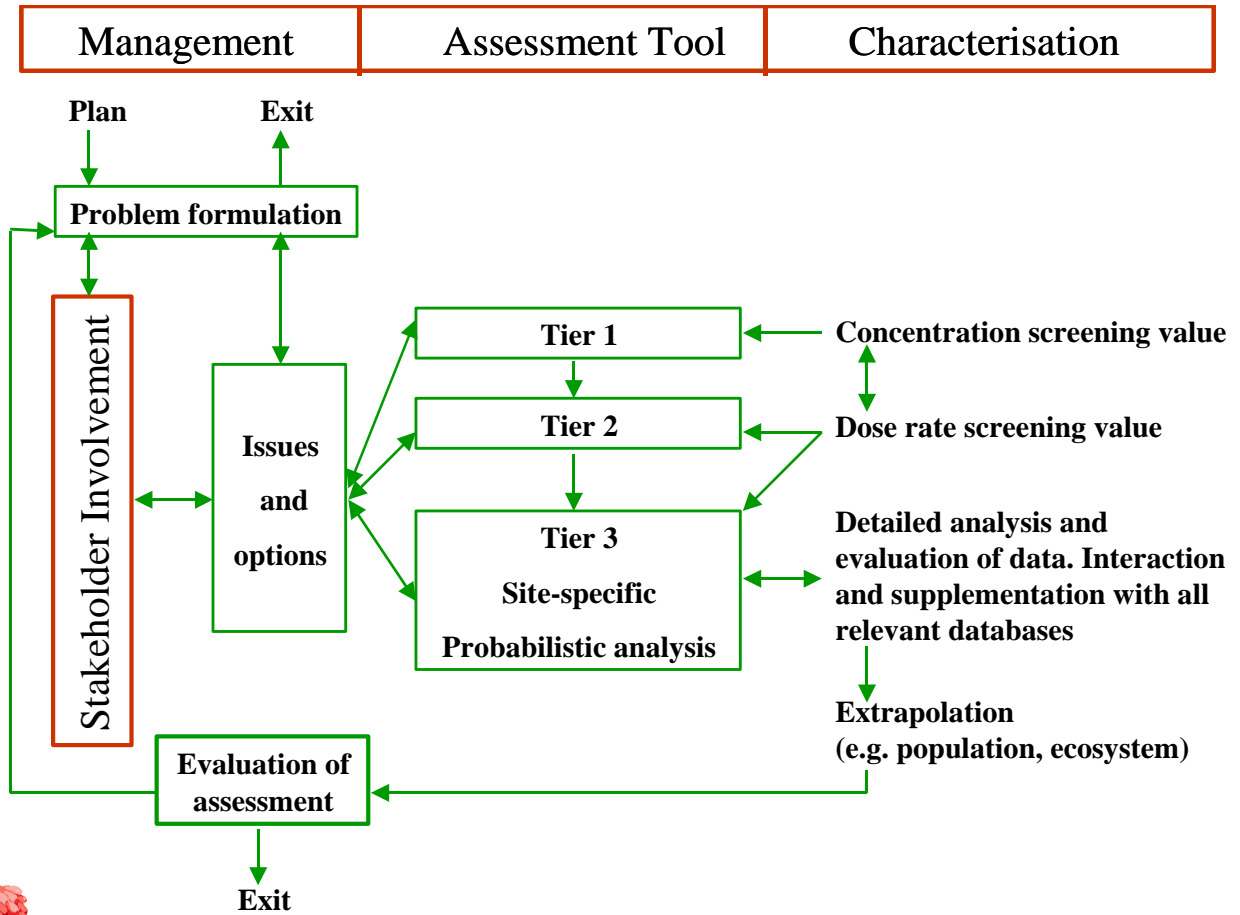 Management
Assessment Tool
Characterisation
Plan
Exit
Problem formulation
Stakeholder Involvement
Issues
and
options
Tier 1
Tier 2
Tier 3
Site-specific
Probabilistic analysis
Concentration screening value
Dose rate screening value
Detailed analysis and
evaluation of data. Interaction
and supplementation with all
relevant databases
Extrapolation
(e.g. population, ecosystem)
Evaluation of
assessment
Exit